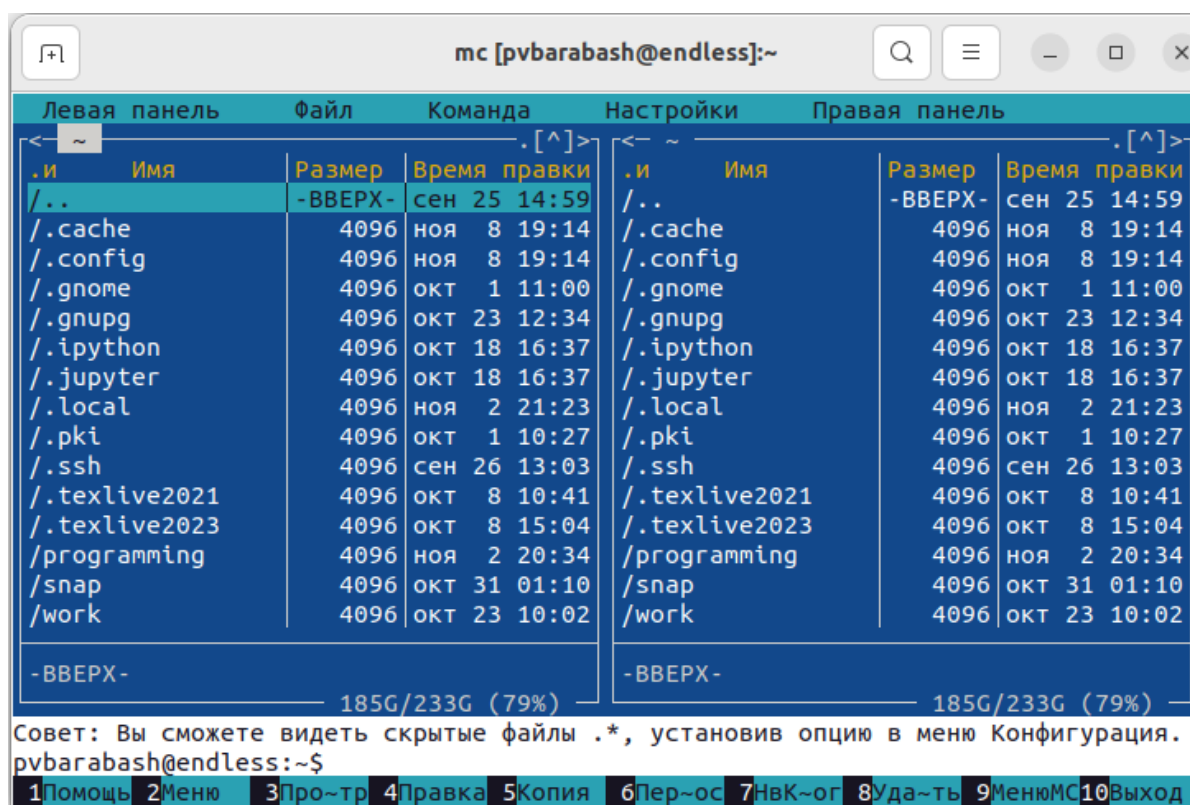 mc [pvbarabash@endless]:~
Левая панель Файл Команда Настройки Правая панель
<─ ~ .[^]> <─ ~ .[^]>
.и Имя Размер Время правки .и Имя Размер Время правки
/.. -ВВЕРХ- сен 25 14:59 /.. -ВВЕРХ- сен 25 14:59
/.cache 4096 ноя 8 19:14 /.cache 4096 ноя 8 19:14
/.config 4096 ноя 8 19:14 /.config 4096 ноя 8 19:14
/.gnome 4096 окт 1 11:00 /.gnome 4096 окт 1 11:00
/.gnupg 4096 окт 23 12:34 /.gnupg 4096 окт 23 12:34
/.ipython 4096 окт 18 16:37 /.ipython 4096 окт 18 16:37
/.jupyter 4096 окт 18 16:37 /.jupyter 4096 окт 18 16:37
/.local 4096 ноя 2 21:23 /.local 4096 ноя 2 21:23
/.pki 4096 окт 1 10:27 /.pki 4096 окт 1 10:27
/.ssh 4096 сен 26 13:03 /.ssh 4096 сен 26 13:03
/.texlive2021 4096 окт 8 10:41 /.texlive2021 4096 окт 8 10:41
/.texlive2023 4096 окт 8 15:04 /.texlive2023 4096 окт 8 15:04
/programming 4096 ноя 2 20:34 /programming 4096 ноя 2 20:34
/snap 4096 окт 31 01:10 /snap 4096 окт 31 01:10
/work 4096 окт 23 10:02 /work 4096 окт 23 10:02
-ВВЕРХ- -ВВЕРХ-
185G/233G (79%) 185G/233G (79%)
Совет: Вы сможете видеть скрытые файлы .*, установив опцию в меню Конфигурация.
pvbarabash@endless:~$
1Помощь 2Меню 3Про~тр 4Правка 5Копия 6Пер~ос 7НвК~ог 8Уда~ть 9МенюМС 10Выход